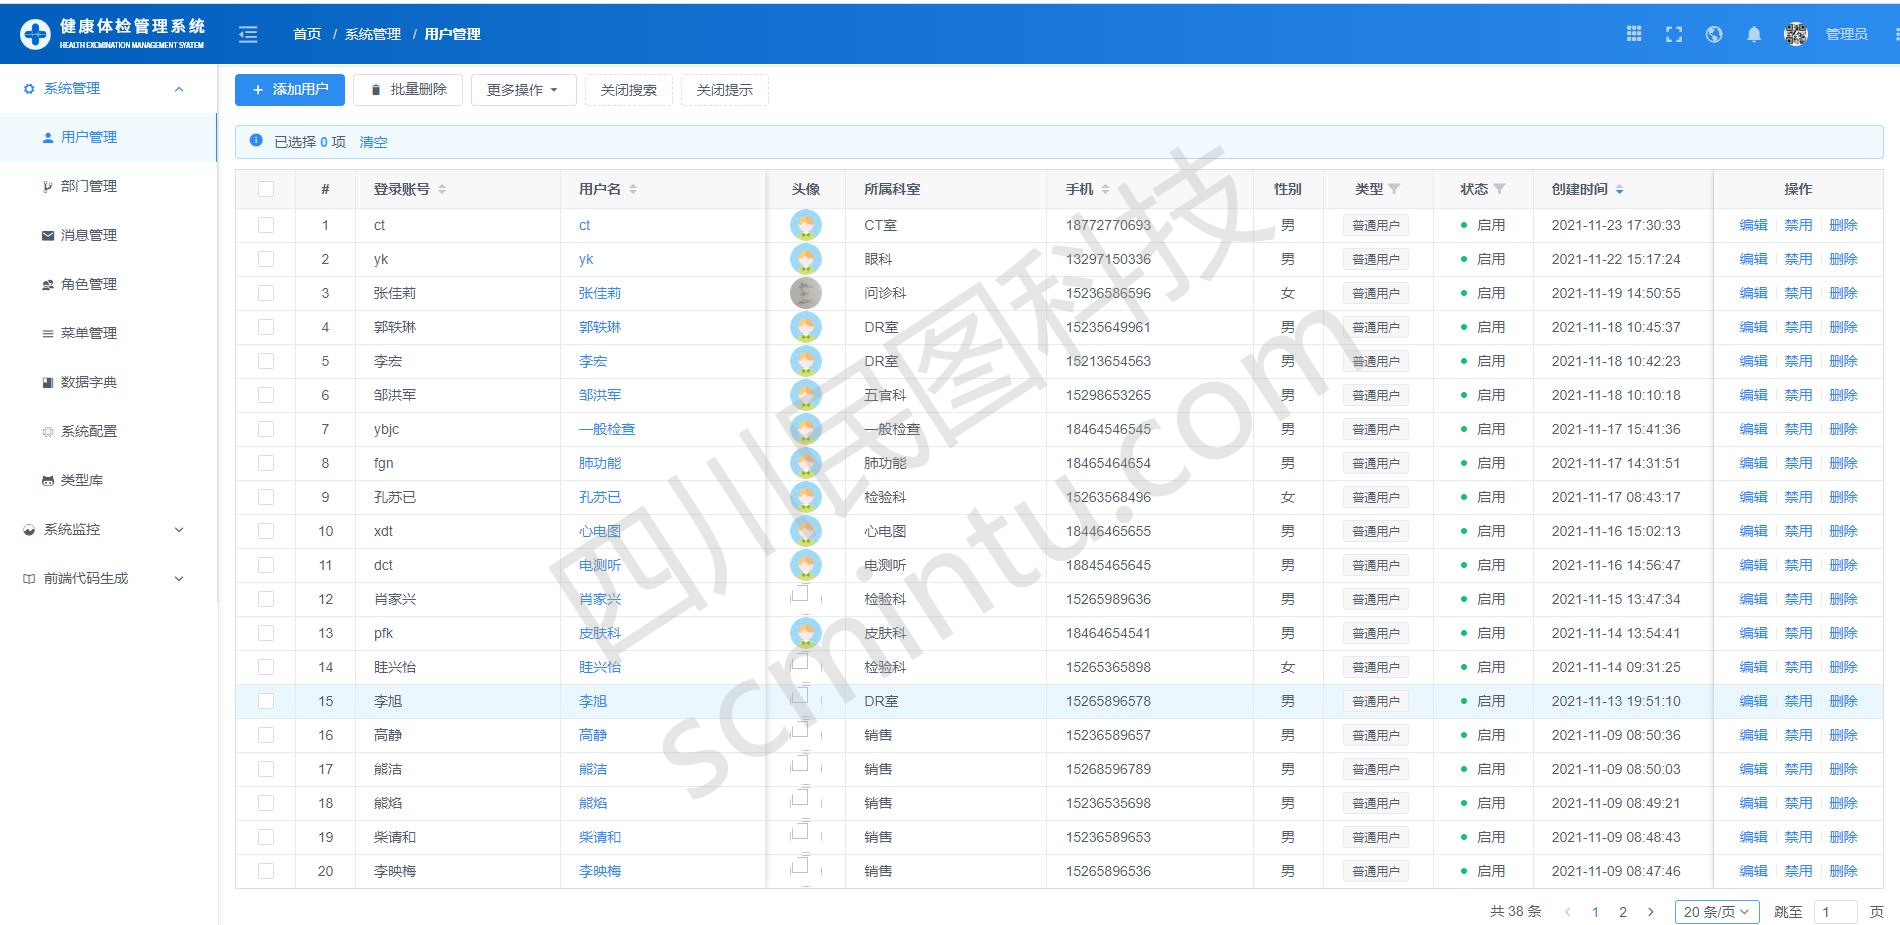 健康体检管理系统
HEALTH EXCMINATION MANAGEMENT SYATEM
首页 / 系统管理 / 用户管理
管理员
系统管理
用户管理
部门管理
消息管理
角色管理
菜单管理
数据字典
系统配置
类型库
系统监控
前端代码生成
+ 添加用户 批量删除 更多操作 关闭搜索 关闭提示
已选择 0 项 清空
# 登录账号 用户名 头像 所属科室 手机 性别 类型 状态 创建时间 操作
1 ct ct CT室 18772770693 男 普通用户 启用 2021-11-23 17:30:33 编辑 禁用 删除
2 yk yk 眼科 13297150336 男 普通用户 启用 2021-11-22 15:17:24 编辑 禁用 删除
3 张佳莉 张佳莉 问诊科 15236586596 女 普通用户 启用 2021-11-19 14:50:55 编辑 禁用 删除
4 郭轶琳 郭轶琳 DR室 15235649961 男 普通用户 启用 2021-11-18 10:45:37 编辑 禁用 删除
5 李宏 李宏 DR室 15213654563 男 普通用户 启用 2021-11-18 10:42:23 编辑 禁用 删除
6 邹洪军 邹洪军 五官科 15298653265 男 普通用户 启用 2021-11-18 10:10:18 编辑 禁用 删除
7 ybjc 一般检查 一般检查 18464546545 男 普通用户 启用 2021-11-17 15:41:36 编辑 禁用 删除
8 fgn 肺功能 肺功能 18465464654 男 普通用户 启用 2021-11-17 14:31:51 编辑 禁用 删除
9 孔苏已 孔苏已 检验科 15263568496 女 普通用户 启用 2021-11-17 08:43:17 编辑 禁用 删除
10 xdt 心电图 心电图 18446465655 男 普通用户 启用 2021-11-16 15:02:13 编辑 禁用 删除
11 dct 电测听 电测听 18845465645 男 普通用户 启用 2021-11-16 14:56:47 编辑 禁用 删除
12 肖家兴 肖家兴 检验科 15265989636 男 普通用户 启用 2021-11-15 13:47:34 编辑 禁用 删除
13 pfk 皮肤科 皮肤科 18464654541 男 普通用户 启用 2021-11-14 13:54:41 编辑 禁用 删除
14 眭兴怡 眭兴怡 检验科 15265365898 女 普通用户 启用 2021-11-14 09:31:25 编辑 禁用 删除
15 李旭 李旭 DR室 15265896578 男 普通用户 启用 2021-11-13 19:51:10 编辑 禁用 删除
16 高静 高静 销售 15236589657 男 普通用户 启用 2021-11-09 08:50:36 编辑 禁用 删除
17 熊洁 熊洁 销售 15268596789 男 普通用户 启用 2021-11-09 08:50:03 编辑 禁用 删除
18 熊焰 熊焰 销售 15236535698 男 普通用户 启用 2021-11-09 08:49:21 编辑 禁用 删除
19 柴请和 柴请和 销售 15236589653 男 普通用户 启用 2021-11-09 08:48:43 编辑 禁用 删除
20 李映梅 李映梅 销售 15265896536 男 普通用户 启用 2021-11-09 08:47:46 编辑 禁用 删除
共 38 条 < 1 2 > 20 条/页 跳至 1 页
四川民图科技
scmintu.com